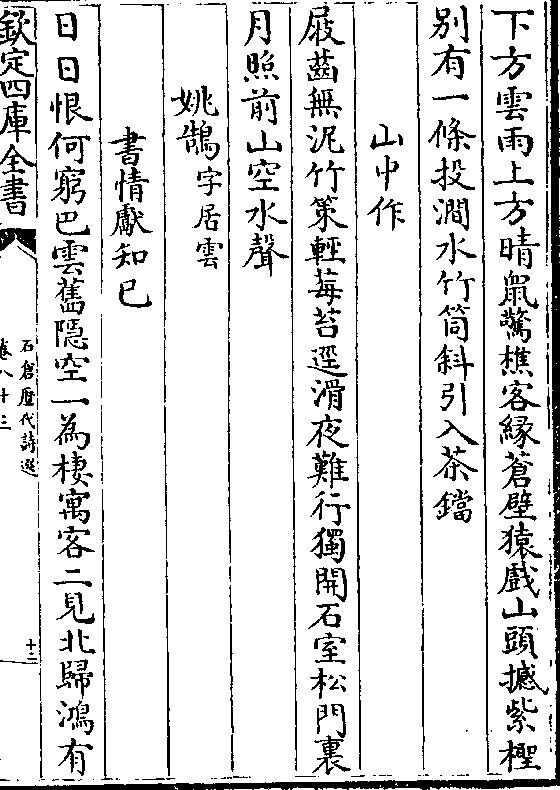 下方雲雨上方晴鼠驚樵客緣蒼壁猿戲山頭撼紫檉
別有一條投澗水竹筒斜引入茶鐺
山中作
屐齒無泥竹策輕莓苔逕滑夜難行獨開石室松門裏
月照前山空水聲
姚鵠字居雲
書情獻知已
日日恨何窮巴雲舊隱空一為棲寓客二見北歸鴻有
欽定四庫全書
石倉歷代詩選
卷八十三
十二